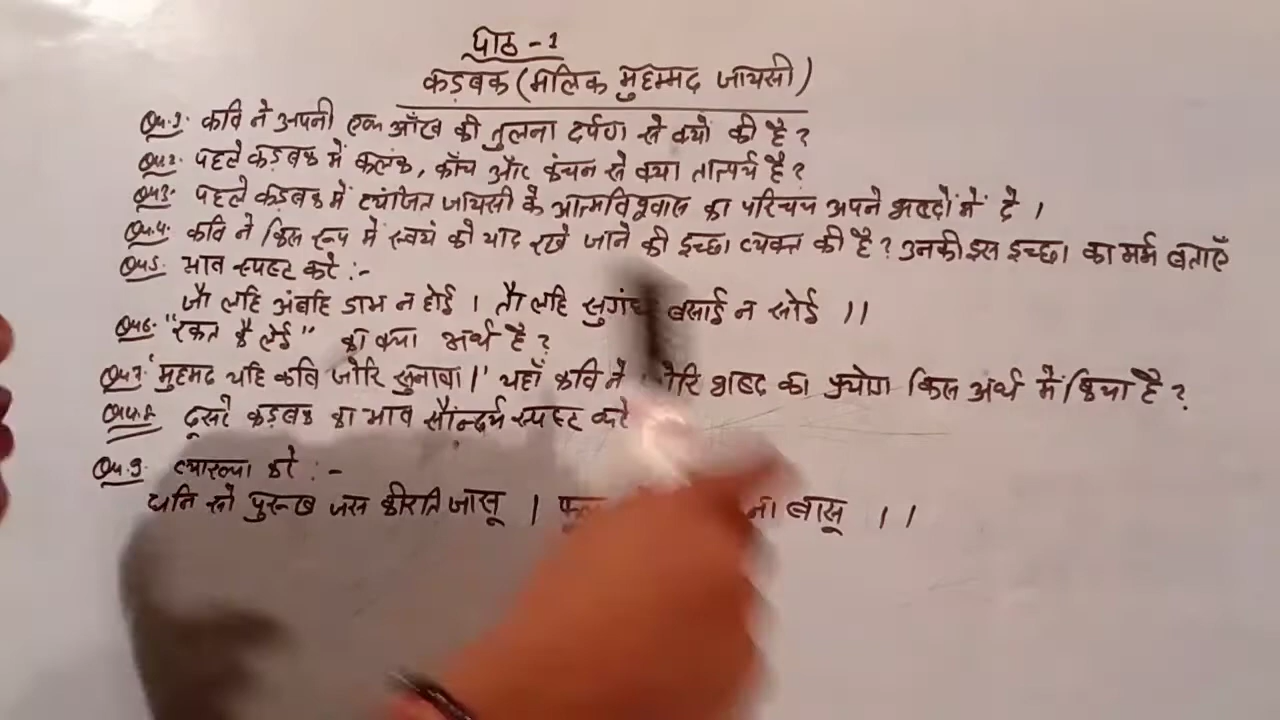 पाठ - 1
कड़बक (मलिक मुहम्मद जायसी)
Qu.1. कवि ने अपनी एक आँख की तुलना दर्पण से क्यों की है?
Qu.2. पहले कड़बक में कलंक, काँच और कंचन से क्या तात्पर्य है?
Qu.3. पहले कड़बक में व्यंजित जायसी के आत्मविश्वास का परिचय अपने शब्दों में दे ।
Qu.4. कवि ने किस रूप में स्वयं को याद रखे जाने की इच्छा व्यक्त की है? उनकी इस इच्छा का मर्म बताएँ
Qu.5. भाव स्पष्ट करे :-
जौ लहि अंबहि डाभ न होई । तौ लहि सुगंध बसाई न सोई ।।
Qu.6. "रकत कै लेई" का क्या अर्थ है?
Qu.7. 'मुहमद यहि कवि जोरि सुनावा।' यहाँ कवि ने शब्द का प्रयोग किस अर्थ में किया है?
Qu.8. दूसरे कड़बक का भाव सौन्दर्य स्पष्ट करे
Qu.9. व्याख्या करे :-
धनि सो पुरूख जस कीरति जासू । बासू ।।